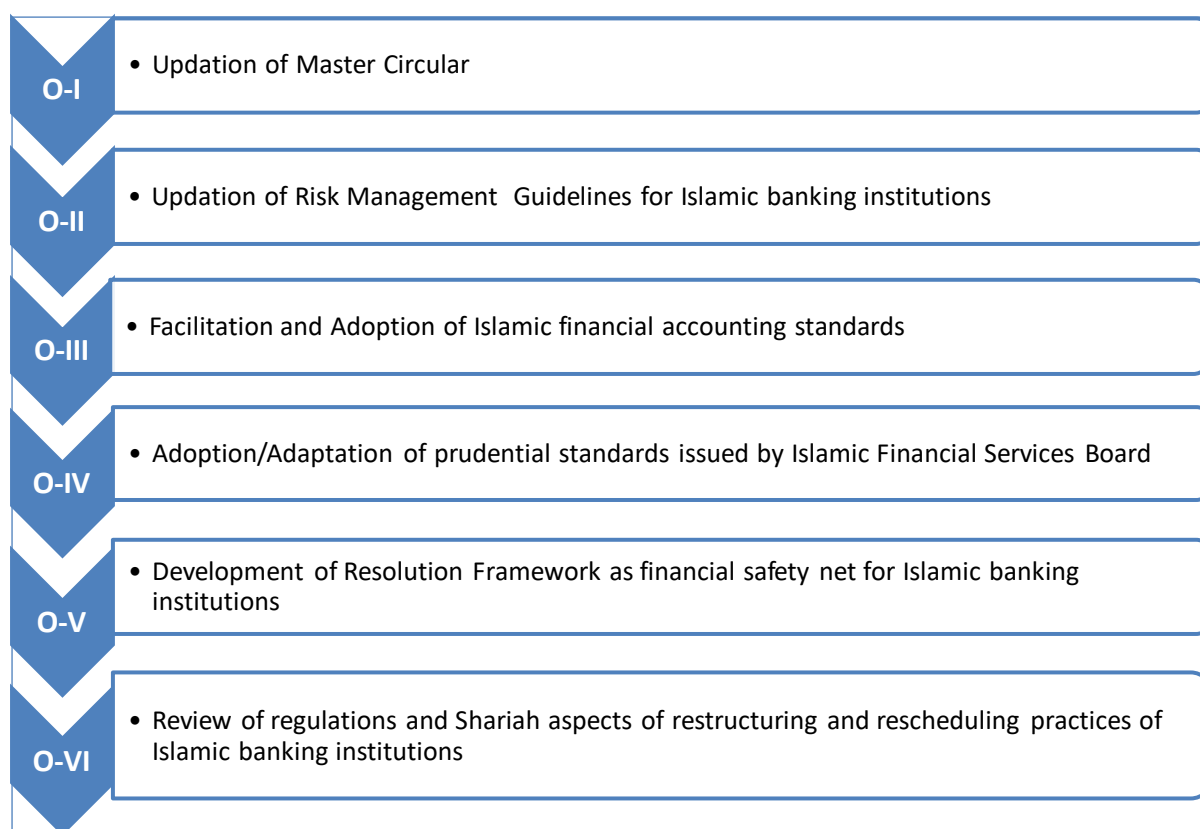 O-I
• Updation of Master Circular
O-II
• Updation of Risk Management Guidelines for Islamic banking institutions
O-III
• Facilitation and Adoption of Islamic financial accounting standards
O-IV
• Adoption/Adaptation of prudential standards issued by Islamic Financial Services Board
O-V
• Development of Resolution Framework as financial safety net for Islamic banking
institutions
O-VI
• Review of regulations and Shariah aspects of restructuring and rescheduling practices of
Islamic banking institutions